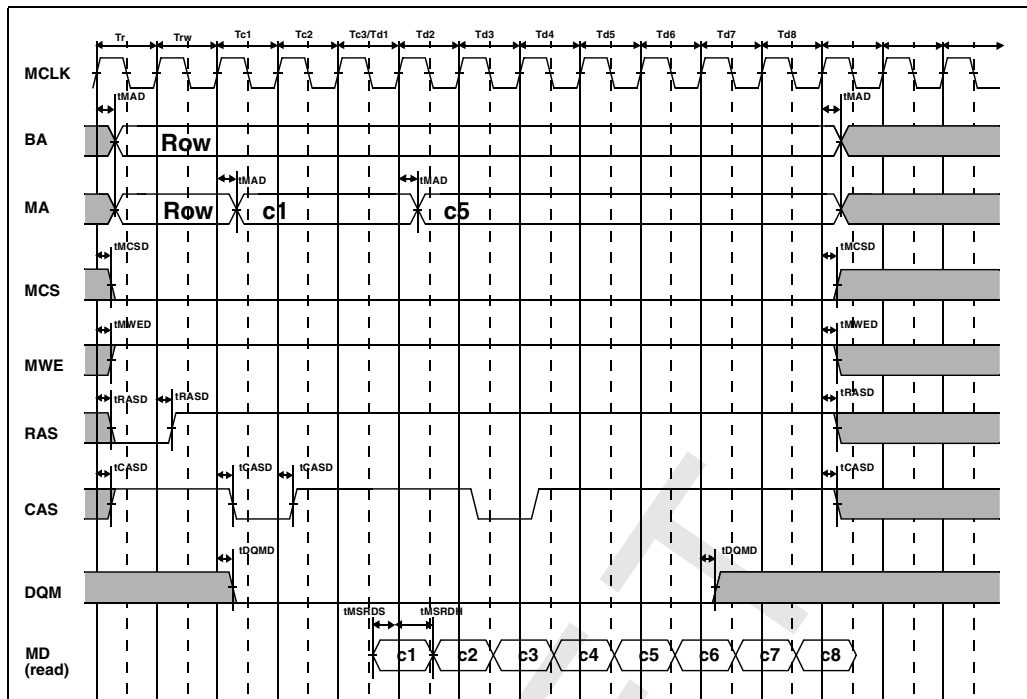 Tr Trw Tc1 Tc2 Tc3/Td1 Td2 Td3 Td4 Td5 Td6 Td7 Td8
MCLK
tMAD tMAD
BA Row
tMAD tMAD
MA Row c1 c5
tMCSD tMCSD
MCS
tMWED tMWED
MWE
tRASD tRASD tRASD
RAS
tCASD tCASD tCASD tCASD
CAS
tDQMD tDQMD
DQM
tMSRDS tMSRDH
MD c1 c2 c3 c4 c5 c6 c7 c8
(read)